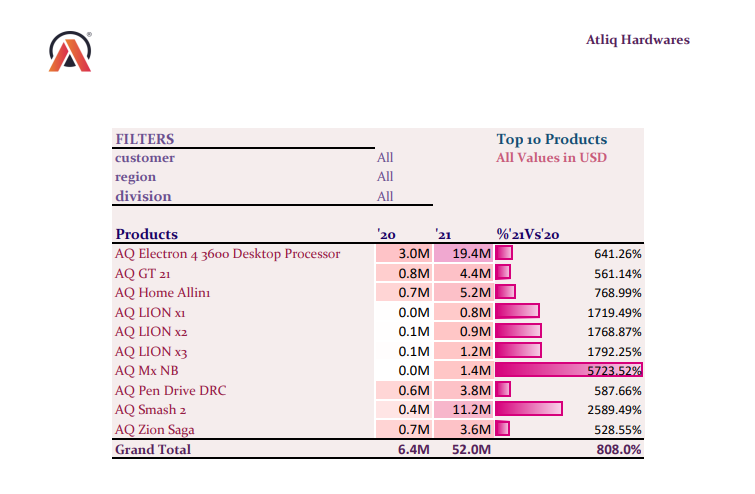 Atliq Hardwares
FILTERS Top 10 Products
customer All All Values in USD
region All
division All
Products '20 '21 %'21Vs'20
AQ Electron 4 3600 Desktop Processor 3.0M 19.4M 641.26%
AQ GT 21 0.8M 4.4M 561.14%
AQ Home Allin1 0.7M 5.2M 768.99%
AQ LION x1 0.0M 0.8M 1719.49%
AQ LION x2 0.1M 0.9M 1768.87%
AQ LION x3 0.1M 1.2M 1792.25%
AQ Mx NB 0.0M 1.4M 5723.52%
AQ Pen Drive DRC 0.6M 3.8M 587.66%
AQ Smash 2 0.4M 11.2M 2589.49%
AQ Zion Saga 0.7M 3.6M 528.55%
Grand Total 6.4M 52.0M 808.0%